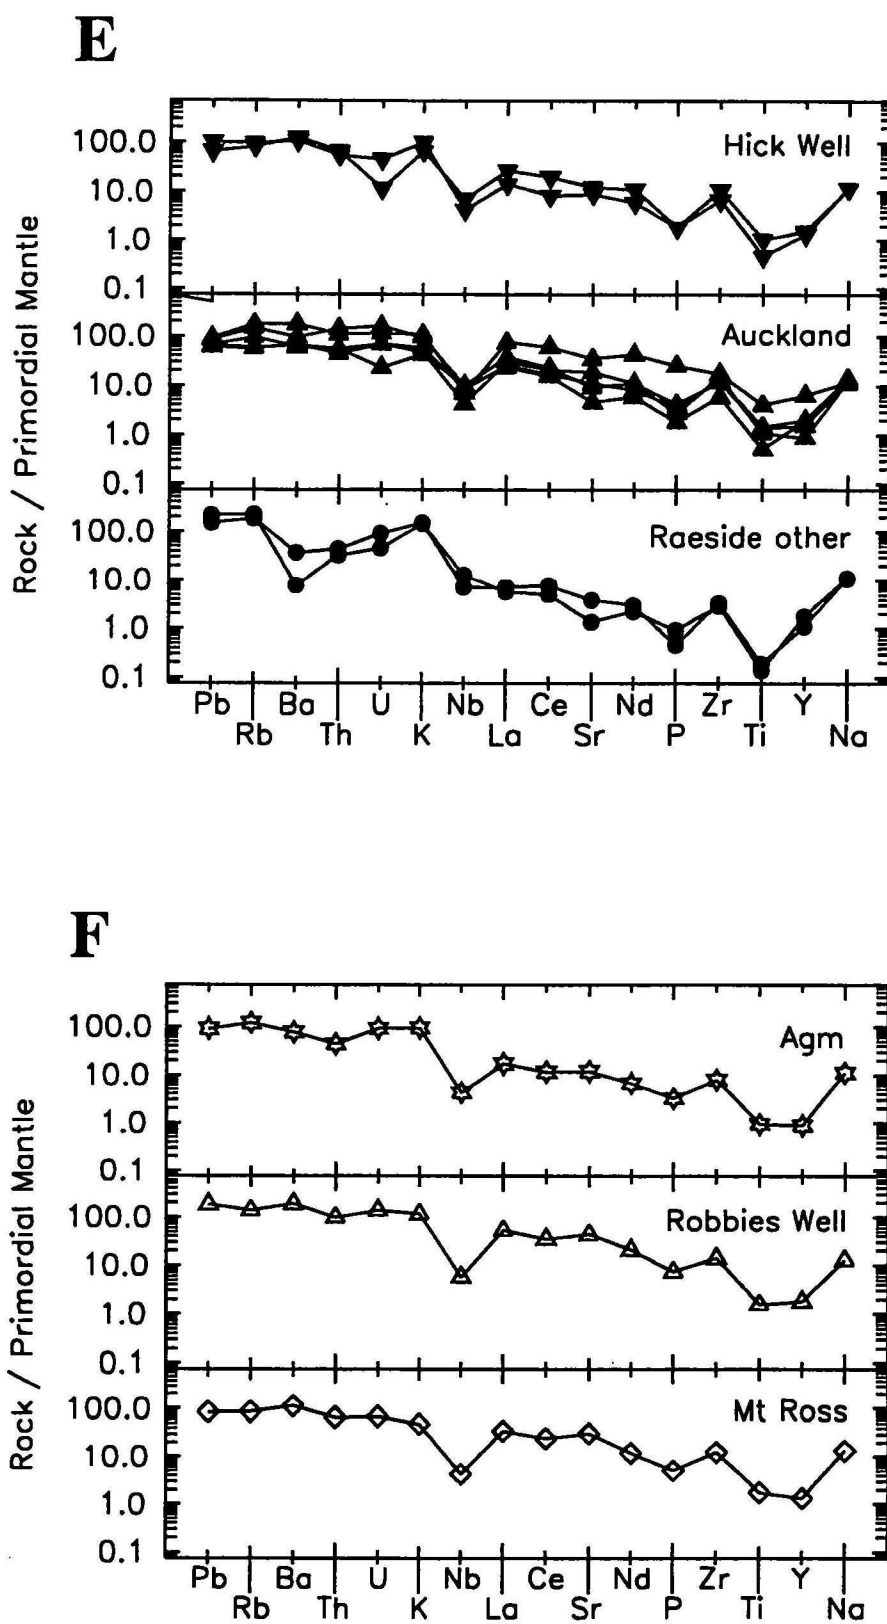 E
Rock / Primordial Mantle
100.0
10.0
1.0
0.1
Hick Well
100.0
10.0
1.0
0.1
Auckland
100.0
10.0
1.0
0.1
Raeside other
Pb Ba U Nb Ce Nd Zr Y
Rb Th K La Sr P Ti Na
F
Rock / Primordial Mantle
100.0
10.0
1.0
0.1
Agm
100.0
10.0
1.0
0.1
Robbies Well
100.0
10.0
1.0
0.1
Mt Ross
Pb Ba U Nb Ce Nd Zr Y
Rb Th K La Sr P Ti Na